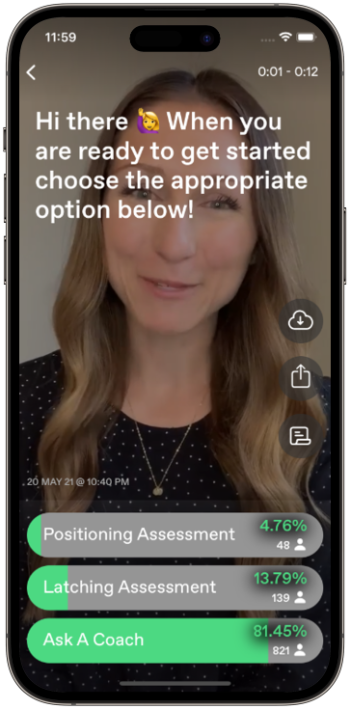 11:59
0:01 - 0:12
Hi there 🙋‍♀️ When you
are ready to get started
choose the appropriate
option below!
20 MAY 21 @ 10:40 PM
Positioning Assessment
4.76%
48
Latching Assessment
13.79%
139
Ask A Coach
81.45%
821